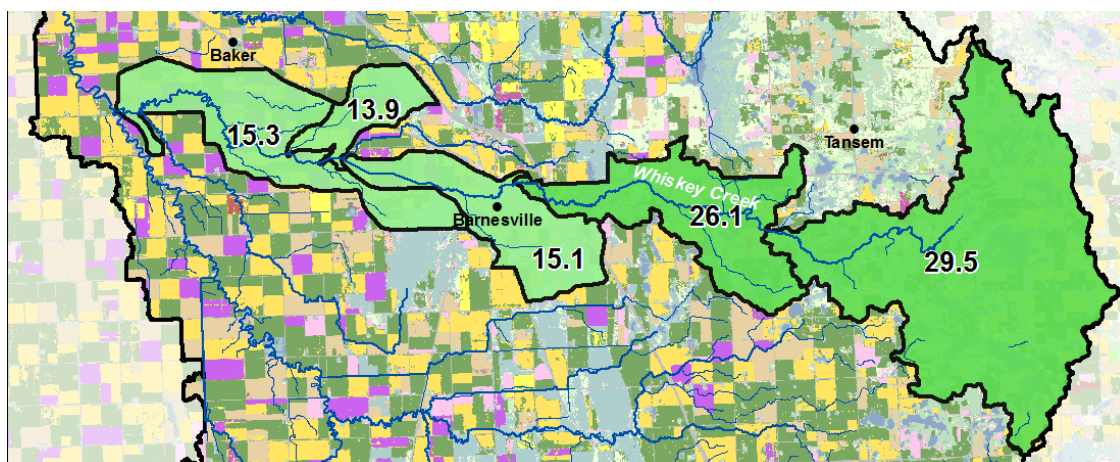 Baker
13.9
15.3
Tansem
Whiskey Creek
Barnesville
26.1
15.1
29.5